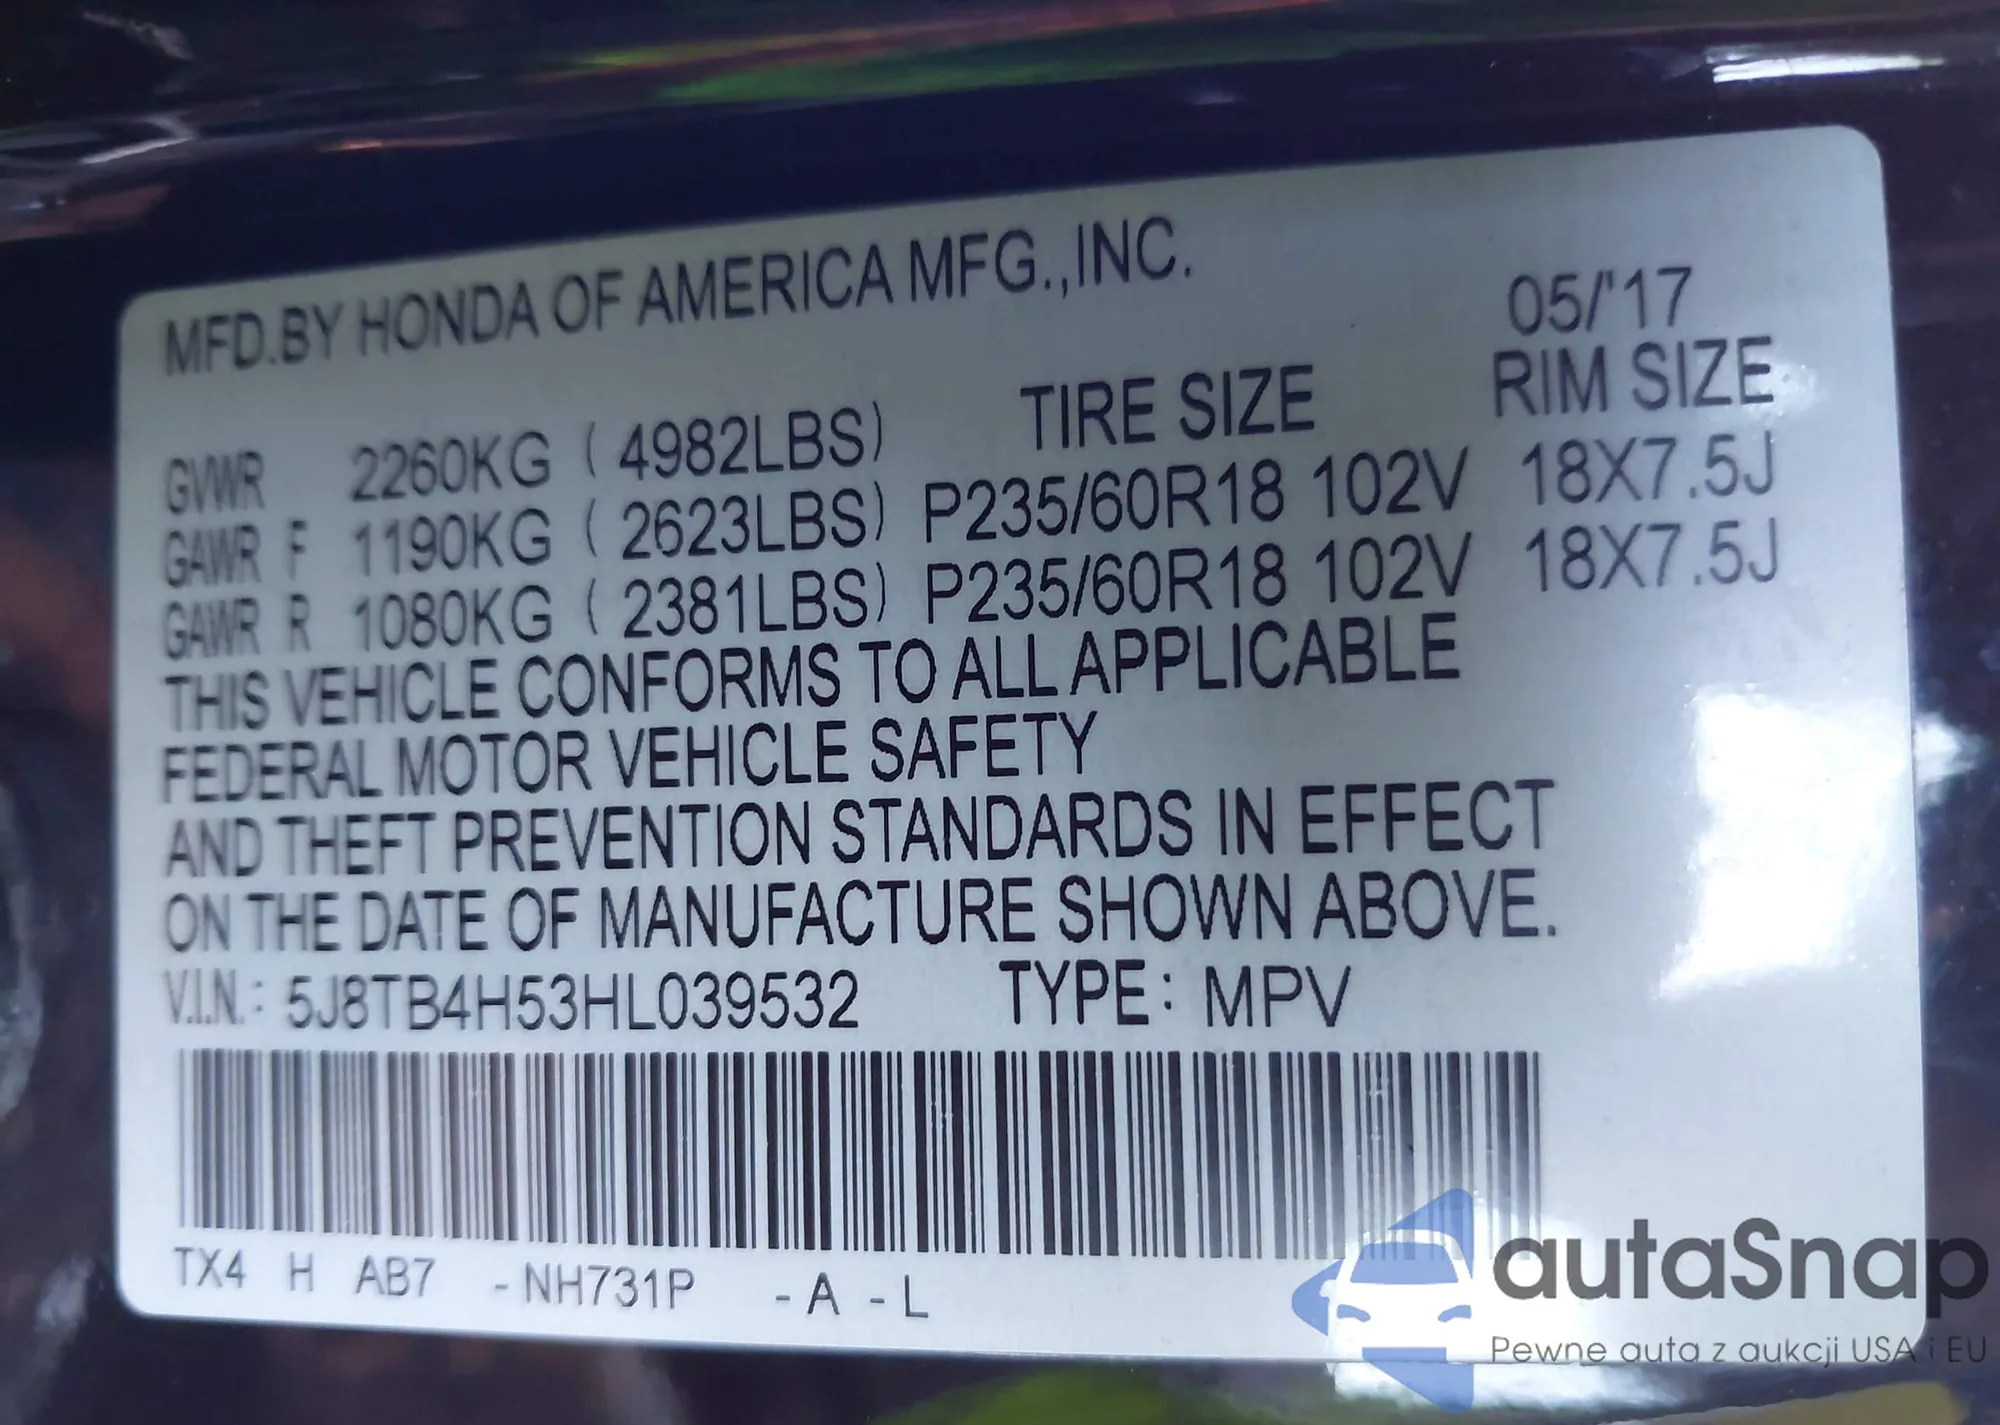 MFD.BY HONDA OF AMERICA MFG.,INC.
05/'17
TIRE SIZE RIM SIZE
GVWR 2260KG ( 4982LBS)
GAWR F 1190KG ( 2623LBS) P235/60R18 102V 18X7.5J
GAWR R 1080KG ( 2381LBS) P235/60R18 102V 18X7.5J
THIS VEHICLE CONFORMS TO ALL APPLICABLE
FEDERAL MOTOR VEHICLE SAFETY
AND THEFT PREVENTION STANDARDS IN EFFECT
ON THE DATE OF MANUFACTURE SHOWN ABOVE.
V.I.N.: 5J8TB4H53HL039532 TYPE: MPV
TX4 H AB7 -NH731P -A -L
autaSnap
Pewne auta z aukcji USA i EU